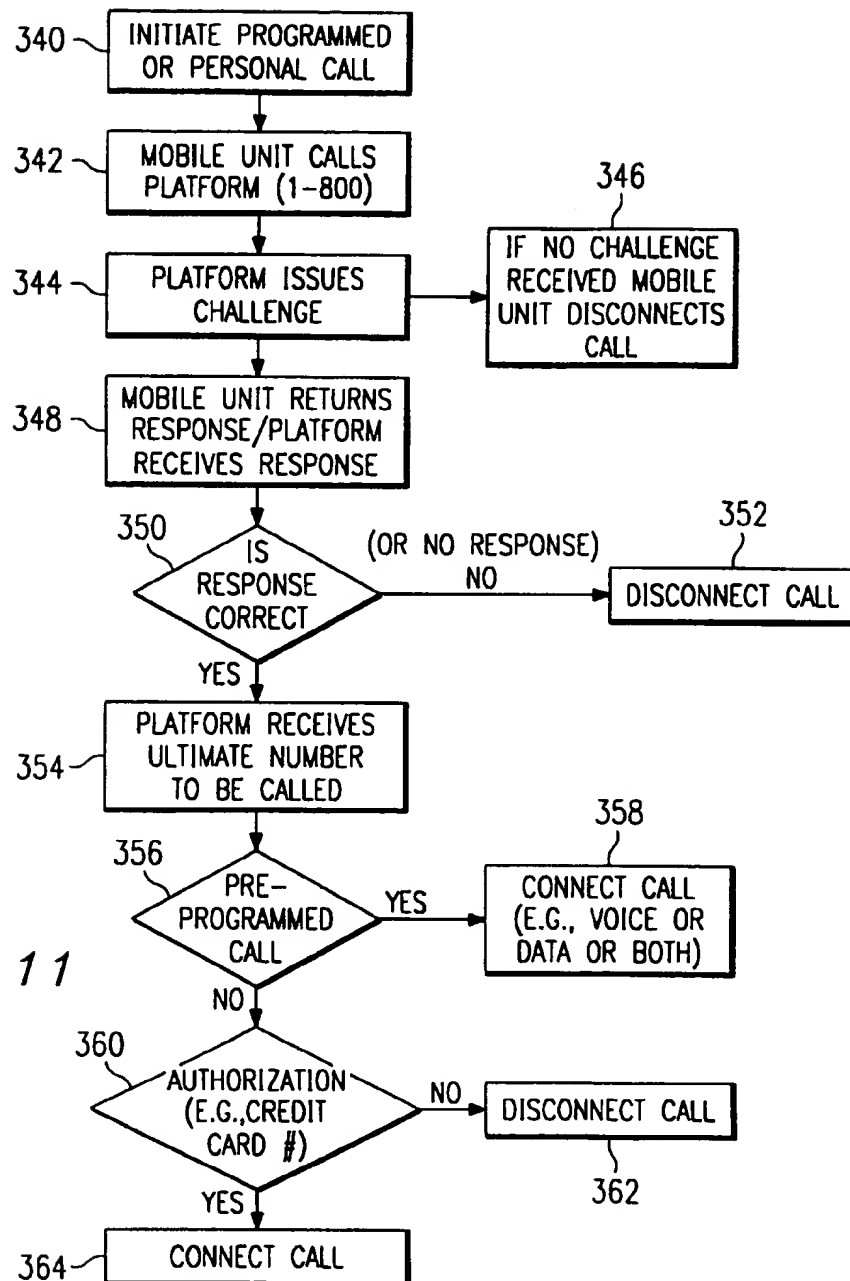 340
INITIATE PROGRAMMED
OR PERSONAL CALL
342
MOBILE UNIT CALLS
PLATFORM (1-800)
344
PLATFORM ISSUES
CHALLENGE
346
IF NO CHALLENGE
RECEIVED MOBILE
UNIT DISCONNECTS
CALL
348
MOBILE UNIT RETURNS
RESPONSE/PLATFORM
RECEIVES RESPONSE
350
IS
RESPONSE
CORRECT
(OR NO RESPONSE)
NO
352
DISCONNECT CALL
YES
354
PLATFORM RECEIVES
ULTIMATE NUMBER
TO BE CALLED
356
PRE-
PROGRAMMED
CALL
YES
358
CONNECT CALL
(E.G., VOICE OR
DATA OR BOTH)
11
NO
360
AUTHORIZATION
(E.G.,CREDIT
CARD #)
NO
DISCONNECT CALL
362
YES
364
CONNECT CALL